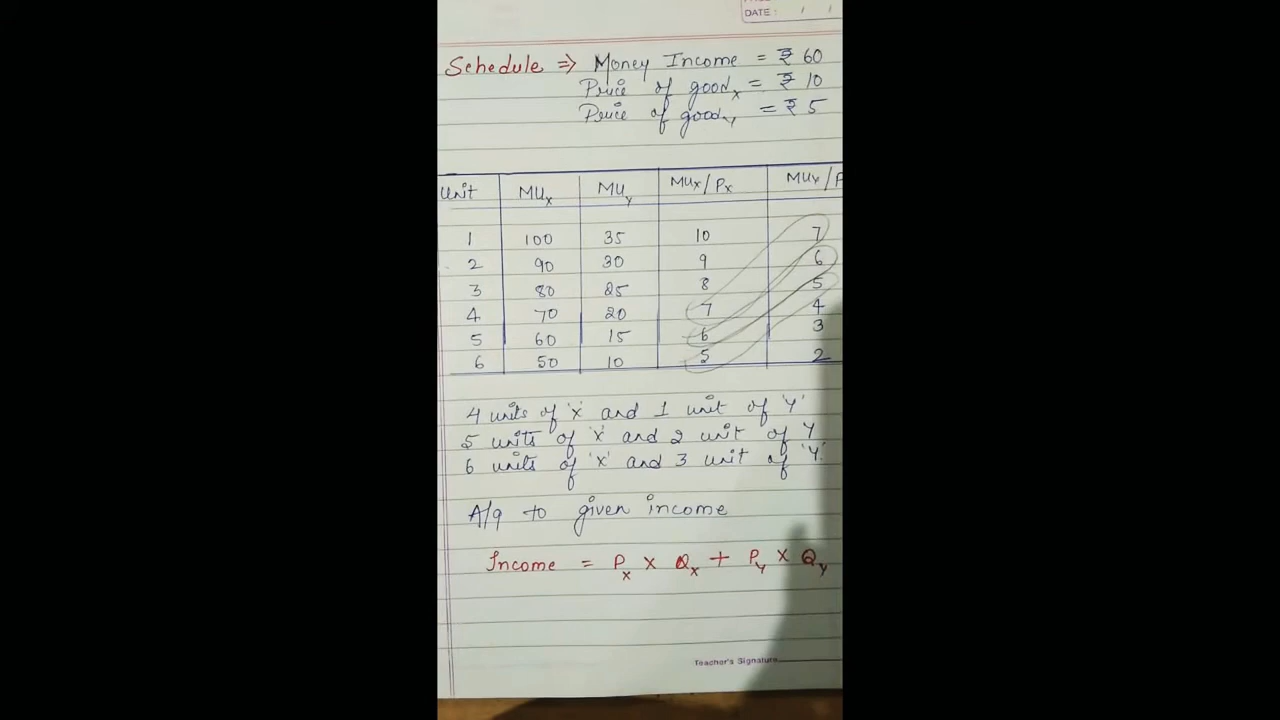 DATE : / /
Schedule ⇒ Money Income = ₹ 60
Price of good x = ₹ 10
Price of good y = ₹ 5
Unit MUx MUy MUx/Px MUy/P
1 100 35 10 7
2 90 30 9 6
3 80 25 8 5
4 70 20 7 4
5 60 15 6 3
6 50 10 5 2
4 units of 'x' and 1 unit of 'Y'
5 units of 'x' and 2 unit of Y
6 units of 'x' and 3 unit of 'Y'
A/q to given income
Income = Px × Qx + Py × Qy
Teacher's Signature